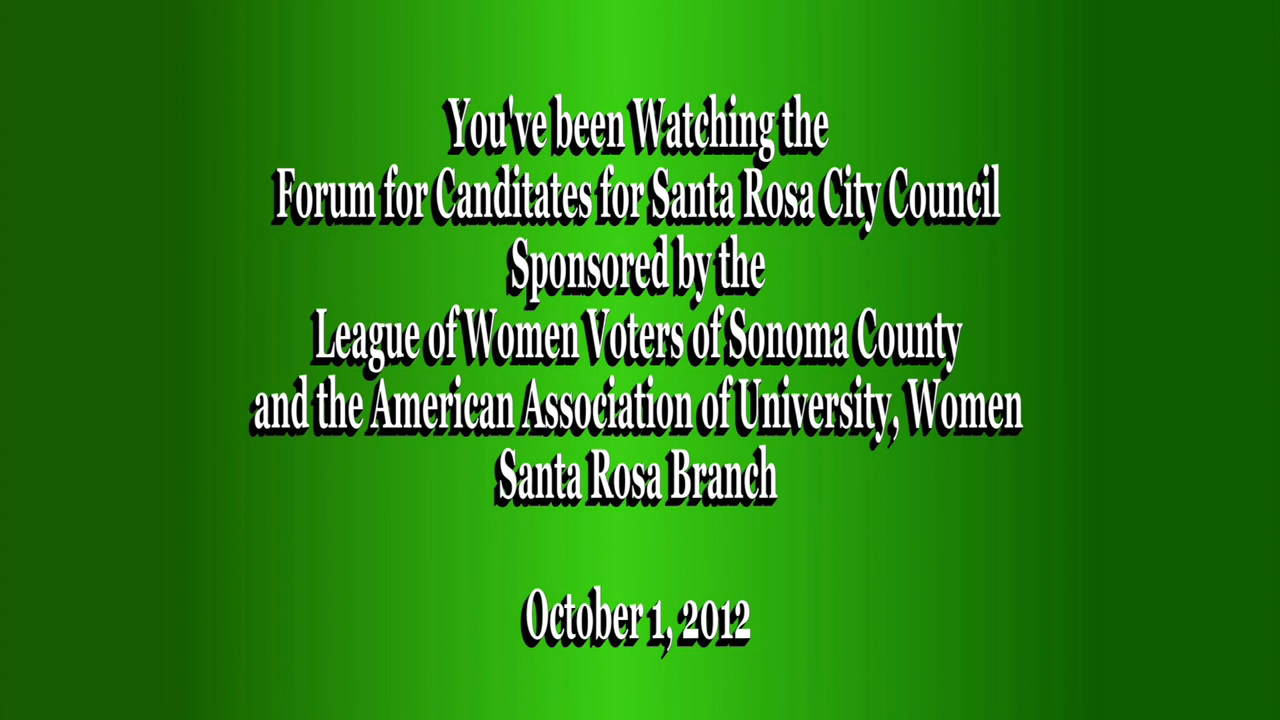 You've been Watching the
Forum for Canditates for Santa Rosa City Council
Sponsored by the
League of Women Voters of Sonoma County
and the American Association of University, Women
Santa Rosa Branch
October 1, 2012